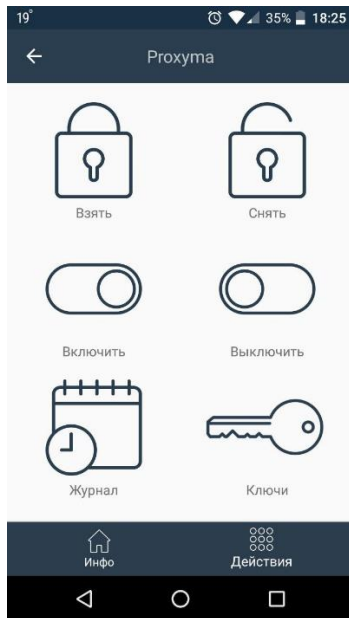 19° 35% 18:25
Proxyma
Взять Снять
Включить Выключить
Журнал Ключи
Инфо Действия